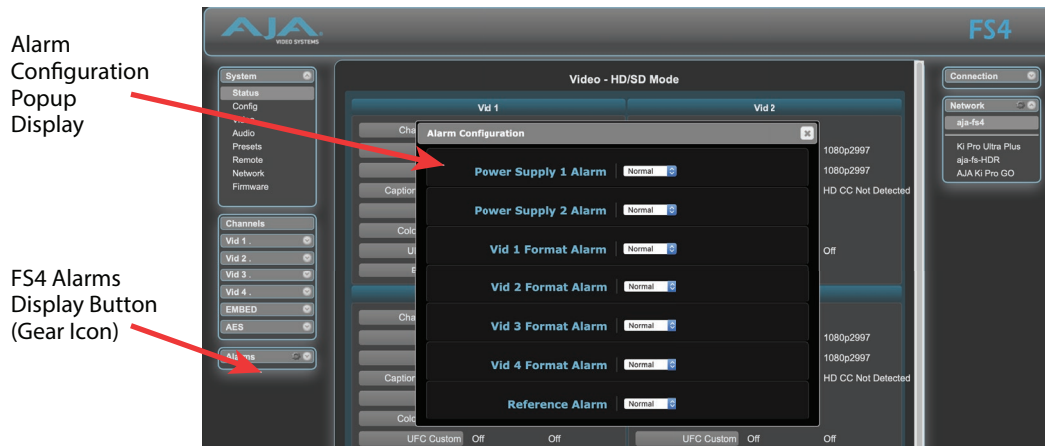 Alarm
Configuration
Popup
Display
FS4 Alarms
Display Button
(Gear Icon)
AJA
VIDEO SYSTEMS
FS4
System
Status
Config
Audio
Presets
Remote
Network
Firmware
Channels
Vid 1 .
Vid 2 .
Vid 3 .
Vid 4 .
EMBED
AES
Alarms
Video - HD/SD Mode
Vid 1
Vid 2
1080p2997
1080p2997
HD CC Not Detected
Off
Alarm Configuration
Power Supply 1 Alarm Normal
Power Supply 2 Alarm Normal
Vid 1 Format Alarm Normal
Vid 2 Format Alarm Normal
Vid 3 Format Alarm Normal
Vid 4 Format Alarm Normal
Reference Alarm Normal
1080p2997
1080p2997
HD CC Not Detected
UFC Custom Off Off
UFC Custom Off Off
Connection
Network
aja-fs4
Ki Pro Ultra Plus
aja-fs-HDR
AJA Ki Pro GO